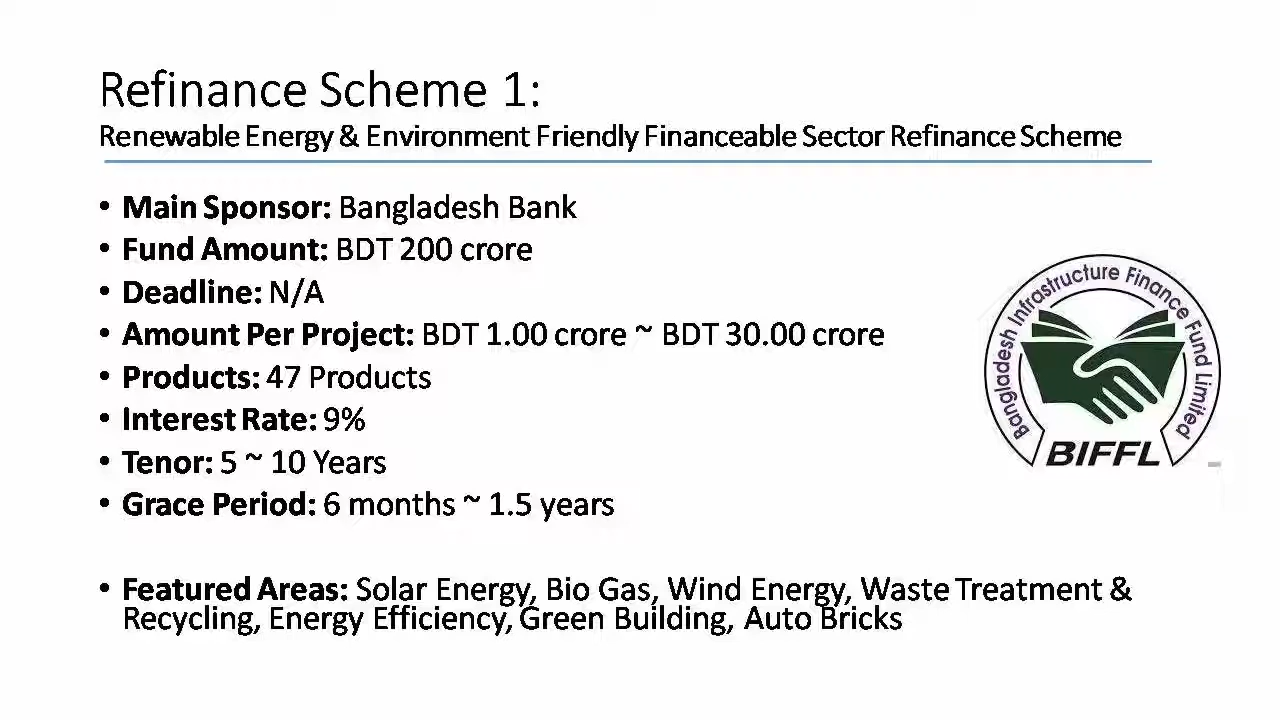 Refinance Scheme 1:
Renewable Energy & Environment Friendly Financeable Sector Refinance Scheme
• Main Sponsor: Bangladesh Bank
• Fund Amount: BDT 200 crore
• Deadline: N/A
• Amount Per Project: BDT 1.00 crore ~ BDT 30.00 crore
• Products: 47 Products
• Interest Rate: 9%
• Tenor: 5 ~ 10 Years
• Grace Period: 6 months ~ 1.5 years
• Featured Areas: Solar Energy, Bio Gas, Wind Energy, Waste Treatment &
Recycling, Energy Efficiency, Green Building, Auto Bricks
Bangladesh Infrastructure Finance Fund Limited
BIFFL